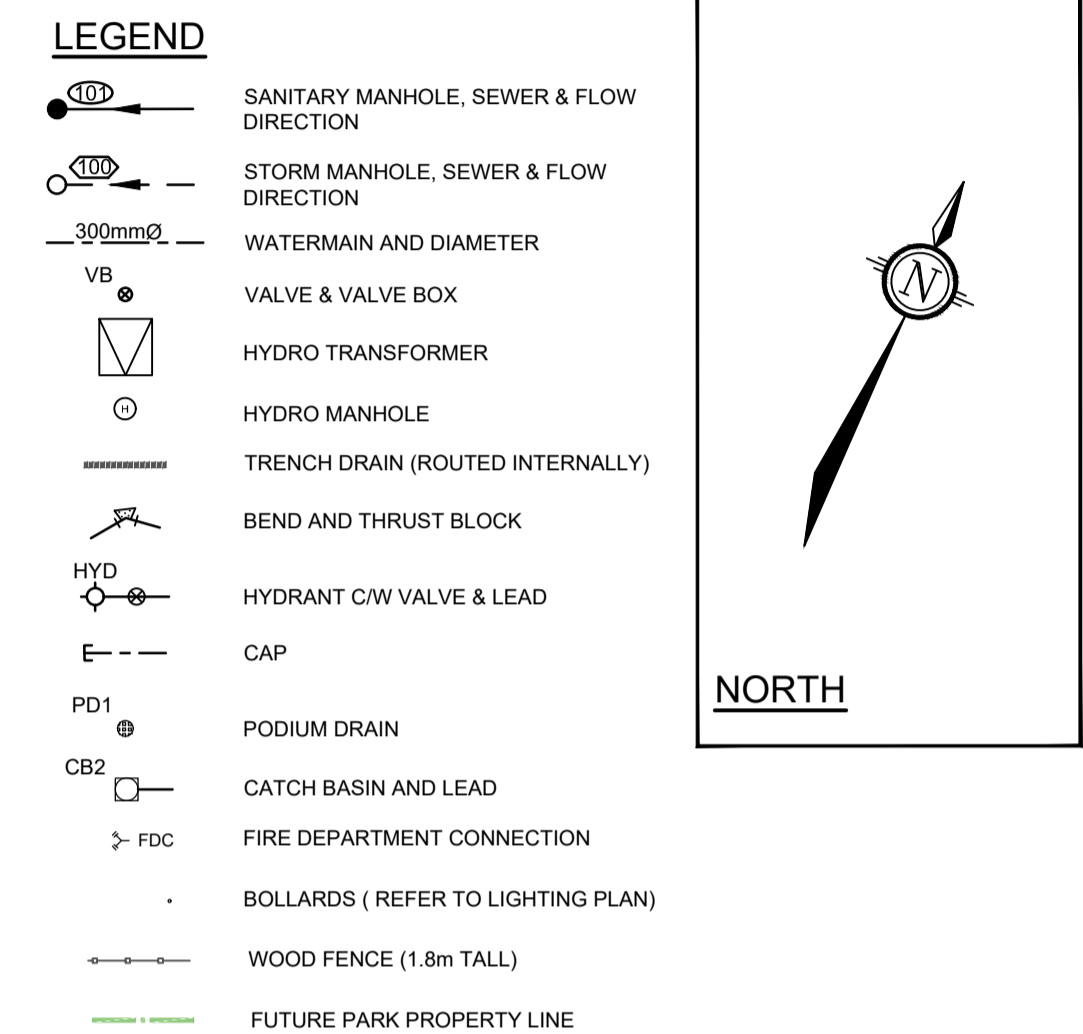 LEGEND
101
SANITARY MANHOLE, SEWER & FLOW
DIRECTION
100
STORM MANHOLE, SEWER & FLOW
DIRECTION
300mmØ
WATERMAIN AND DIAMETER
VB
VALVE & VALVE BOX
HYDRO TRANSFORMER
H
HYDRO MANHOLE
TRENCH DRAIN (ROUTED INTERNALLY)
BEND AND THRUST BLOCK
HYD
HYDRANT C/W VALVE & LEAD
CAP
PD1
PODIUM DRAIN
CB2
CATCH BASIN AND LEAD
FDC
FIRE DEPARTMENT CONNECTION
BOLLARDS ( REFER TO LIGHTING PLAN)
WOOD FENCE (1.8m TALL)
FUTURE PARK PROPERTY LINE
N
NORTH